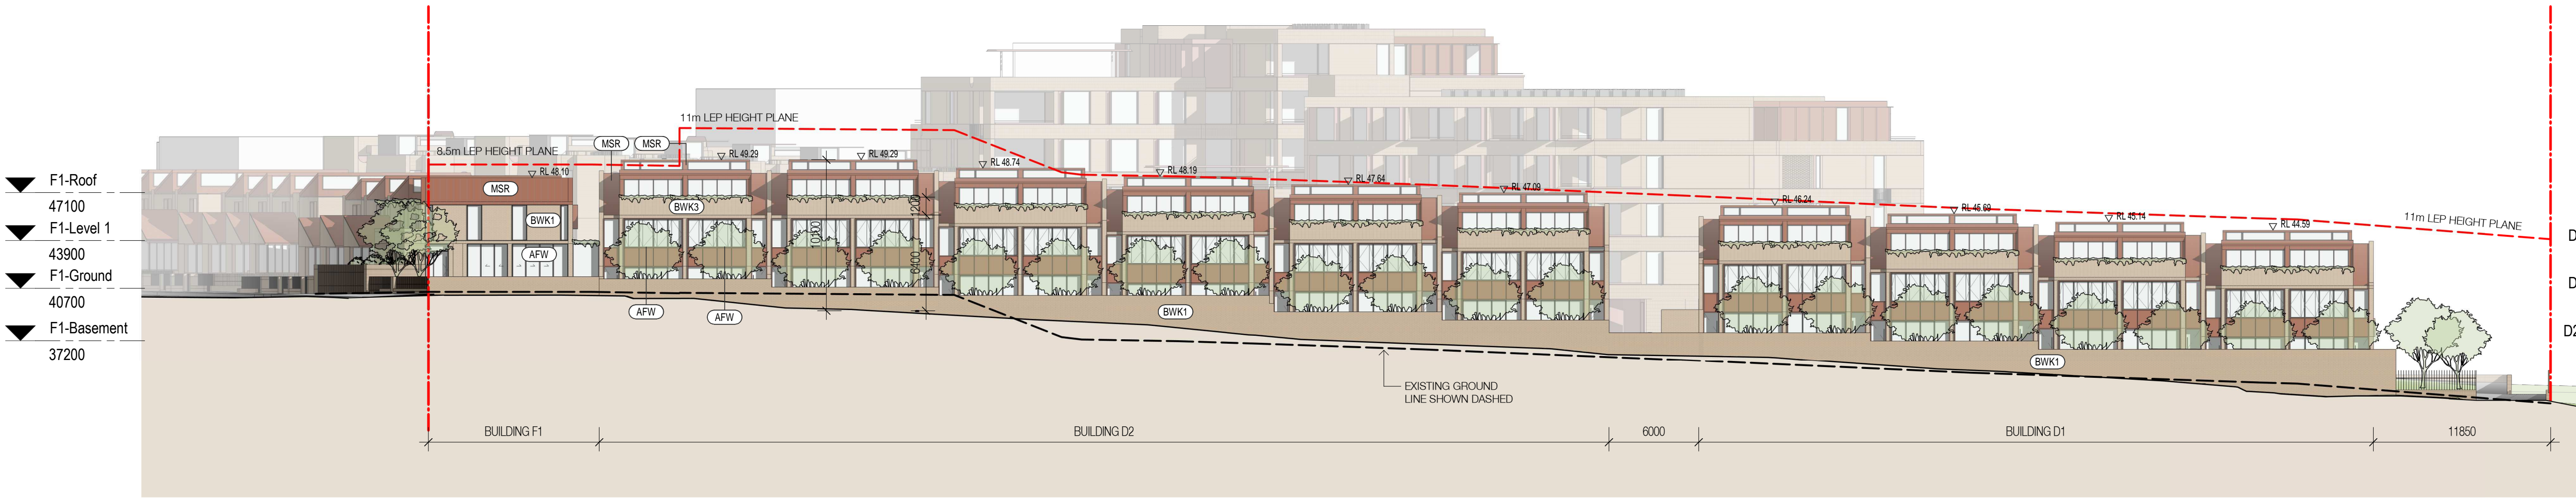 11m LEP HEIGHT PLANE
8.5m LEP HEIGHT PLANE
MSR
MSR
RL 49.29
RL 49.29
RL 48.74
RL 48.19
RL 47.64
RL 47.09
RL 46.24
RL 45.69
RL 45.14
RL 44.59
11m LEP HEIGHT PLANE
RL 48.10
F1-Roof
47100
MSR
BWK3
BWK1
1200
10100
6400
F1-Level 1
43900
AFW
F1-Ground
40700
AFW
AFW
BWK1
F1-Basement
37200
BWK1
EXISTING GROUND
LINE SHOWN DASHED
D
D
D2
BUILDING F1
BUILDING D2
6000
BUILDING D1
11850